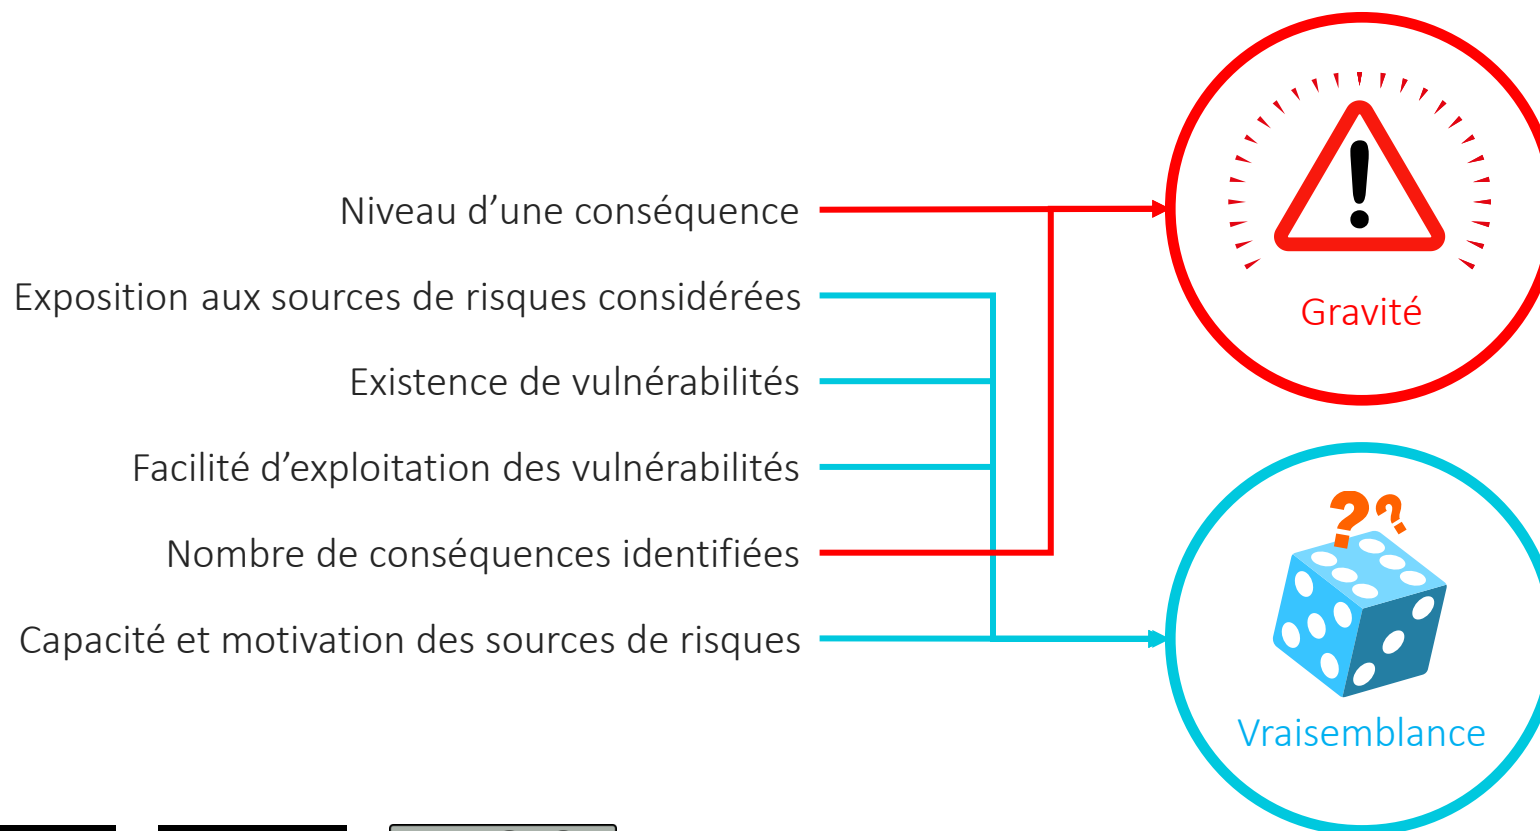 Niveau d’une conséquence
Exposition aux sources de risques considérées
Existence de vulnérabilités
Facilité d’exploitation des vulnérabilités
Nombre de conséquences identifiées
Capacité et motivation des sources de risques
Gravité
??
Vraisemblance